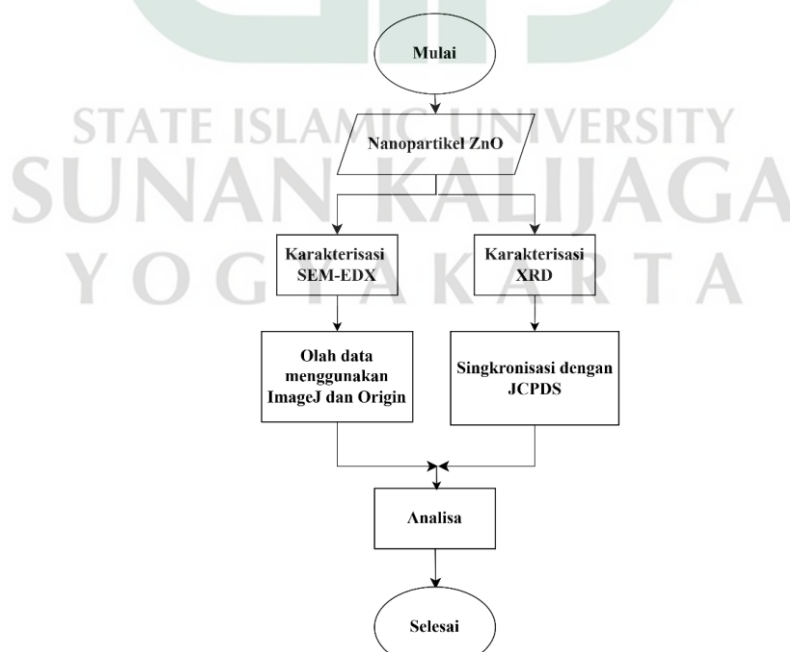 Mulai
STATE ISLAMIC UNIVERSITY
Nanopartikel ZnO
SUNAN KALIJAGA
Karakterisasi
SEM-EDX
Karakterisasi
XRD
YOGYAKARTA
Olah data
menggunakan
ImageJ dan Origin
Singkronisasi dengan
JCPDS
Analisa
Selesai